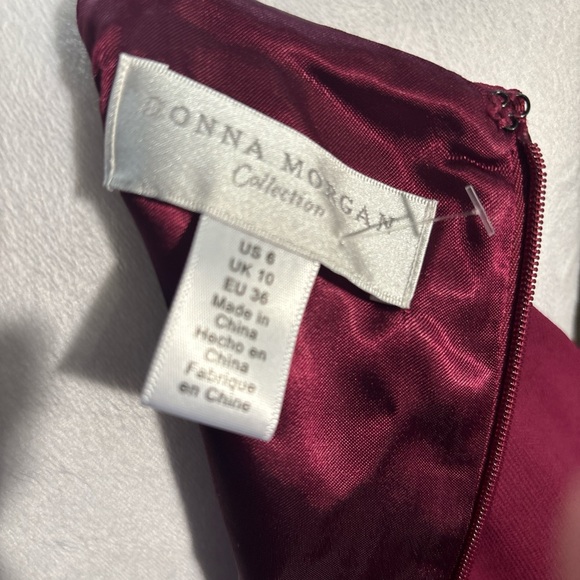 DONNA MORGAN
Collection
US 6
UK 10
EU 36
Made in
China
Hecho en
China
Fabrique
en Chine